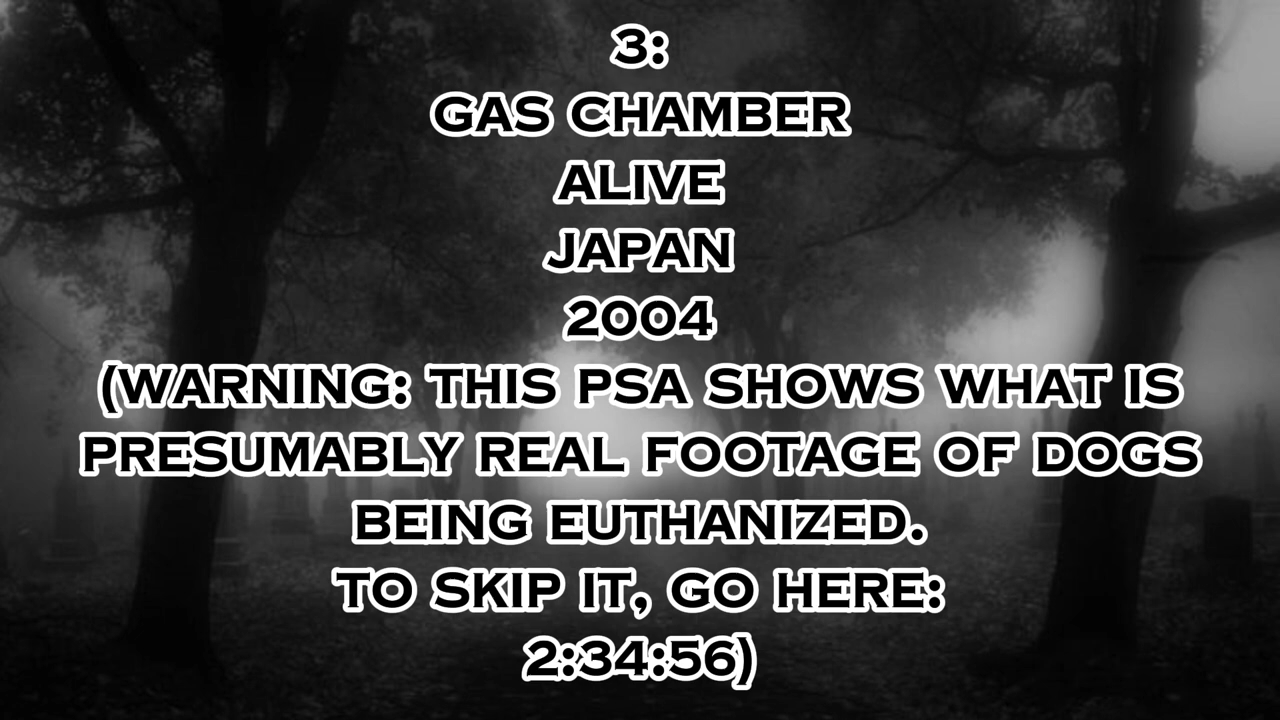 3:
GAS CHAMBER
ALIVE
JAPAN
2004
(WARNING: THIS PSA SHOWS WHAT IS
PRESUMABLY REAL FOOTAGE OF DOGS
BEING EUTHANIZED.
TO SKIP IT, GO HERE:
2:34:56)